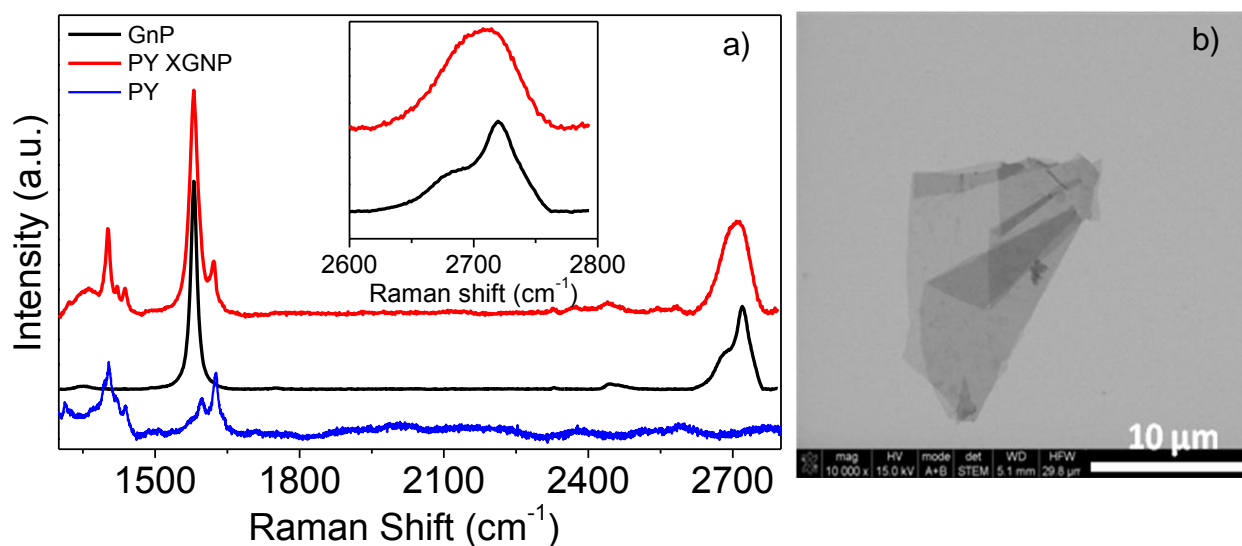 GnP
PY XGNP
PY
a)
2600 2700 2800
Raman shift (cm⁻¹)
Intensity (a.u.)
1500 1800 2100 2400 2700
Raman Shift (cm⁻¹)
b)
10 µm
mag HV mode det WD HFW
10 000 x 15.0 kV A+B STEM 5.1 mm 29.8 µm